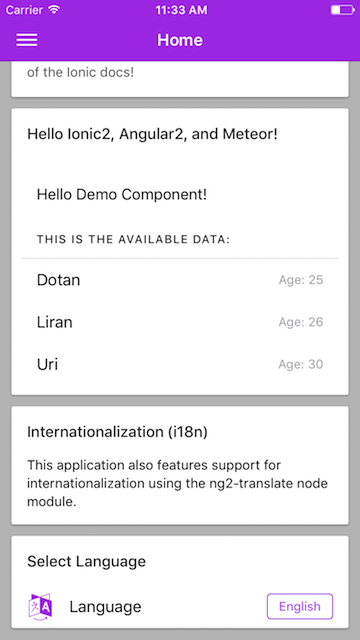 Carrier 11:33 AM
Home
of the Ionic docs!
Hello Ionic2, Angular2, and Meteor!
Hello Demo Component!
THIS IS THE AVAILABLE DATA:
Dotan Age: 25
Liran Age: 26
Uri Age: 30
Internationalization (i18n)
This application also features support for
internationalization using the ng2-translate node
module.
Select Language
文 A Language English